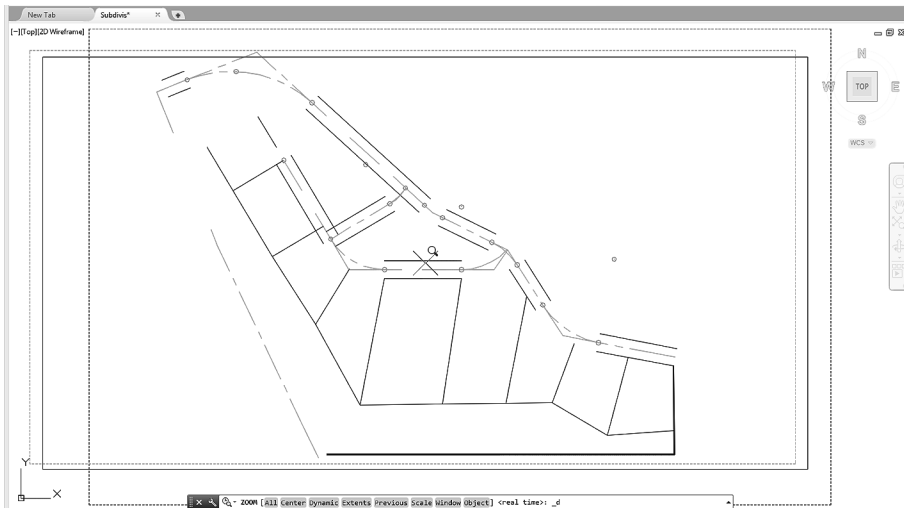 New Tab
Subdivis*
[−][Top][2D Wireframe]
N
W TOP E
S
WCS
Y
X
ZOOM [All Center Dynamic Extents Previous Scale Window Object] <real time>: _d